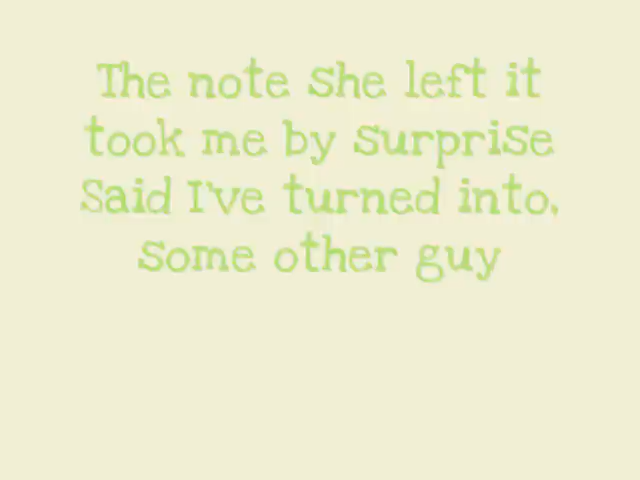 The note she left it
took me by surprise
Said I've turned into,
some other guy